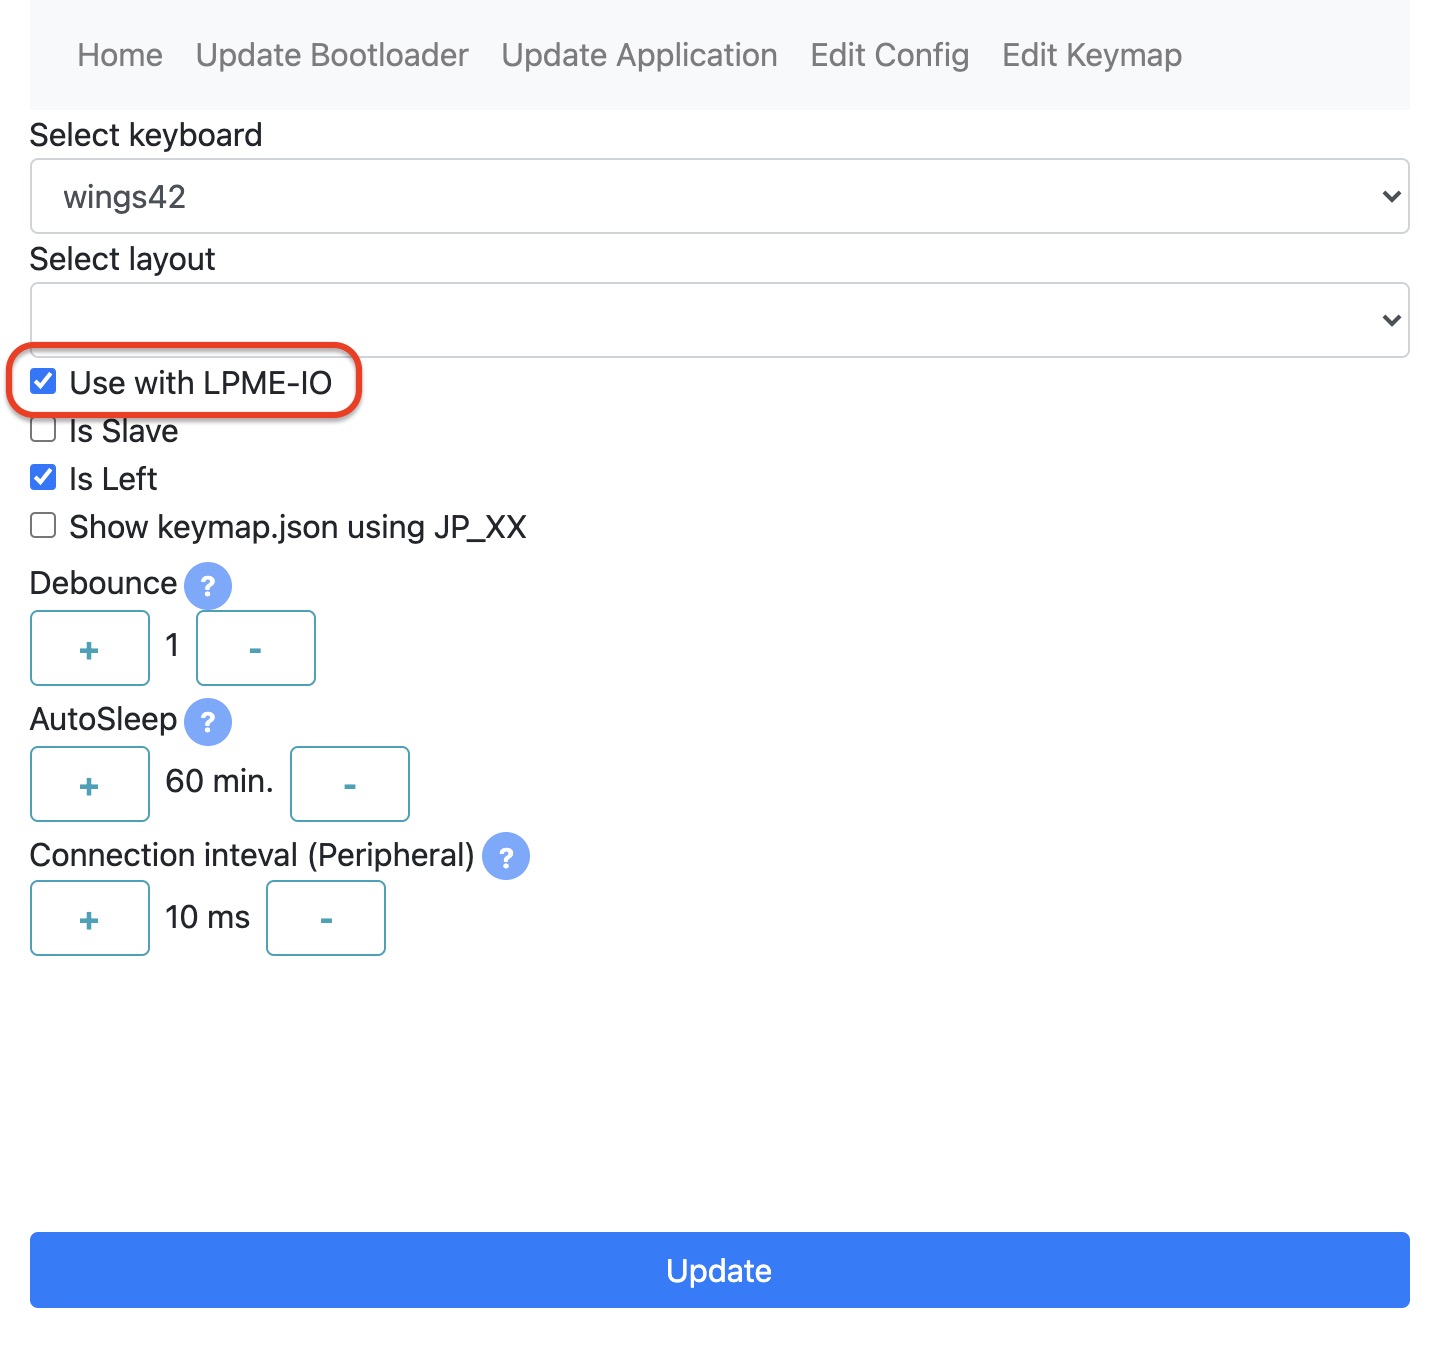 Home Update Bootloader Update Application Edit Config Edit Keymap
Select keyboard
wings42
Select layout
Use with LPME-IO
Is Slave
Is Left
Show keymap.json using JP_XX
Debounce ?
+ 1 -
AutoSleep ?
+ 60 min. -
Connection inteval (Peripheral) ?
+ 10 ms -
Update